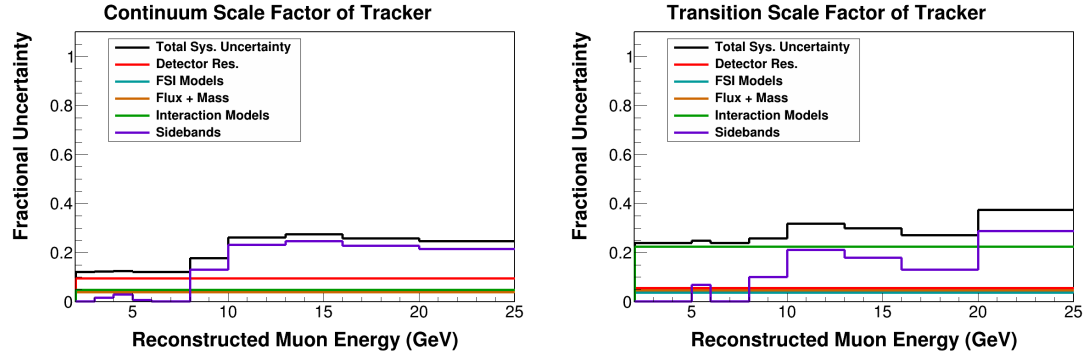 Continuum Scale Factor of Tracker
Fractional Uncertainty
1
0.8
0.6
0.4
0.2
0
Total Sys. Uncertainty
Detector Res.
FSI Models
Flux + Mass
Interaction Models
Sidebands
5 10 15 20 25
Reconstructed Muon Energy (GeV)
Transition Scale Factor of Tracker
Fractional Uncertainty
1
0.8
0.6
0.4
0.2
0
Total Sys. Uncertainty
Detector Res.
FSI Models
Flux + Mass
Interaction Models
Sidebands
5 10 15 20 25
Reconstructed Muon Energy (GeV)